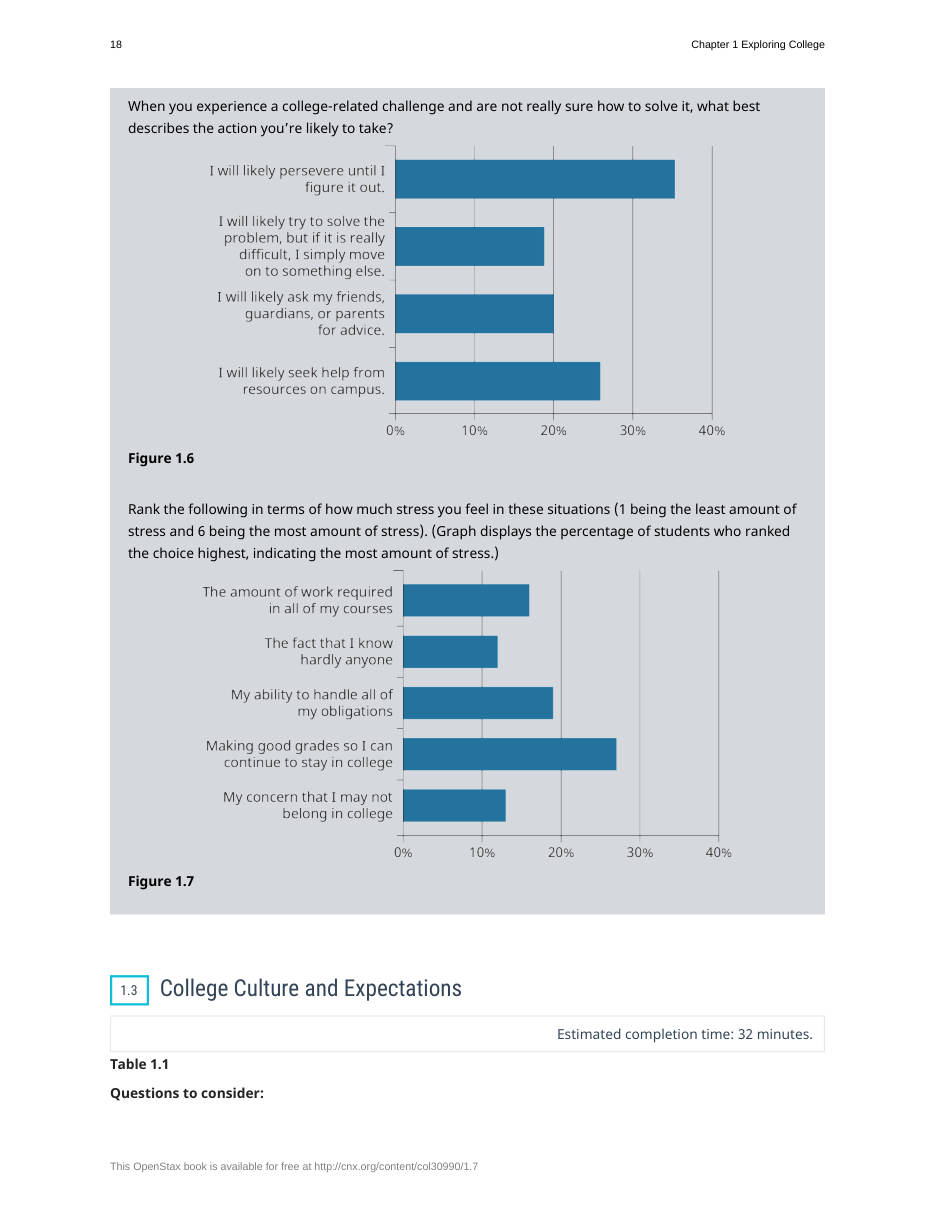 18
Chapter 1 Exploring College
When you experience a college-related challenge and are not really sure how to solve it, what best
describes the action you’re likely to take?
I will likely persevere until I
figure it out.
I will likely try to solve the
problem, but if it is really
difficult, I simply move
on to something else.
I will likely ask my friends,
guardians, or parents
for advice.
I will likely seek help from
resources on campus.
0% 10% 20% 30% 40%
Figure 1.6
Rank the following in terms of how much stress you feel in these situations (1 being the least amount of
stress and 6 being the most amount of stress). (Graph displays the percentage of students who ranked
the choice highest, indicating the most amount of stress.)
The amount of work required
in all of my courses
The fact that I know
hardly anyone
My ability to handle all of
my obligations
Making good grades so I can
continue to stay in college
My concern that I may not
belong in college
0% 10% 20% 30% 40%
Figure 1.7
1.3 College Culture and Expectations
Estimated completion time: 32 minutes.
Table 1.1
Questions to consider:
This OpenStax book is available for free at http://cnx.org/content/col30990/1.7